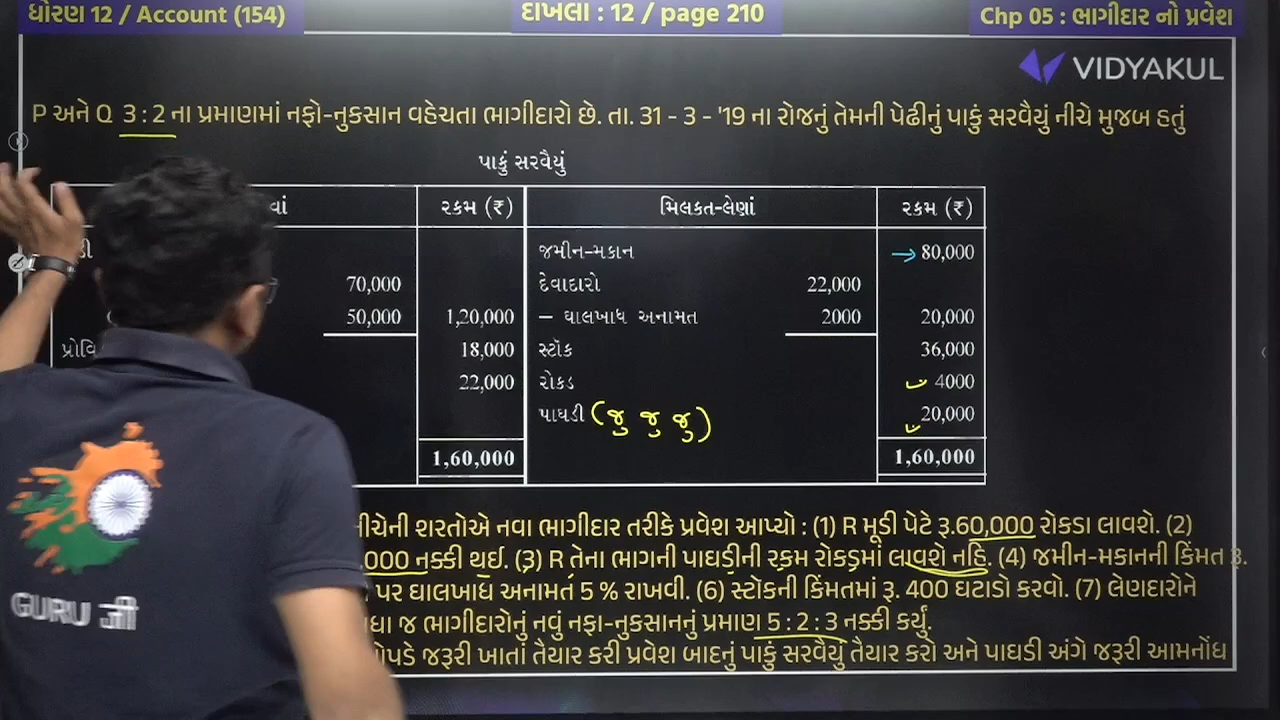 ધોરણ 12 / Account (154)
દાખલા : 12 / page 210
Chp 05 : ભાગીદાર નો પ્રવેશ
VIDYAKUL
P અને Q 3 : 2 ના પ્રમાણમાં નફો-નુકસાન વહેચતા ભાગીદારો છે. તા. 31 - 3 - '19 ના રોજનું તેમની પેઢીનું પાકું સરવૈયું નીચે મુજબ હતું
પાકું સરવૈયું
વાં રકમ (₹) મિલકત-લેણાં રકમ (₹)
ડી જમીન-મકાન 80,000
70,000 દેવાદારો 22,000
50,000 1,20,000 – ઘાલખાધ અનામત 2000 20,000
પ્રોવિ 18,000 સ્ટૉક 36,000
22,000 રોકડ 4000
પાઘડી (જુ જુ જુ) 20,000
1,60,000 1,60,000
નીચેની શરતોએ નવા ભાગીદાર તરીકે પ્રવેશ આપ્યો : (1) R મૂડી પેટે રૂ.60,000 રોકડા લાવશે. (2)
,000 નક્કી થઈ. (રૂ) R તેના ભાગની પાઘડીની રકમ રોકડમાં લાવશે નહિ. (4) જમીન-મકાનની કિંમત રૂ.
પર ઘાલખાધ અનામત 5 % રાખવી. (6) સ્ટૉકની કિંમતમાં રૂ. 400 ઘટાડો કરવો. (7) લેણદારોને
ધા જ ભાગીદારોનું નવું નફા-નુકસાનનું પ્રમાણ 5 : 2 : 3 નક્કી કર્યું.
ોપડે જરૂરી ખાતાં તૈયાર કરી પ્રવેશ બાદનું પાકું સરવૈયું તૈયાર કરો અને પાઘડી અંગે જરૂરી આમનોંધ
GURU जी